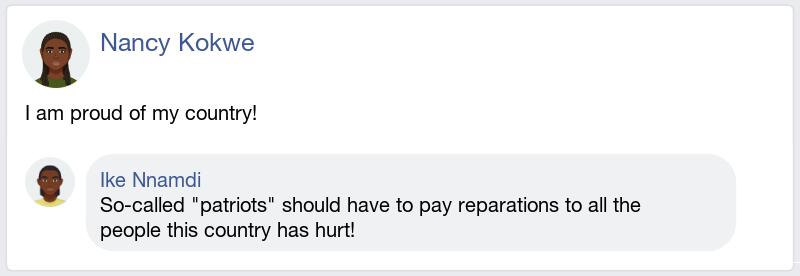 Nancy Kokwe
I am proud of my country!
Ike Nnamdi
So-called "patriots" should have to pay reparations to all the
people this country has hurt!